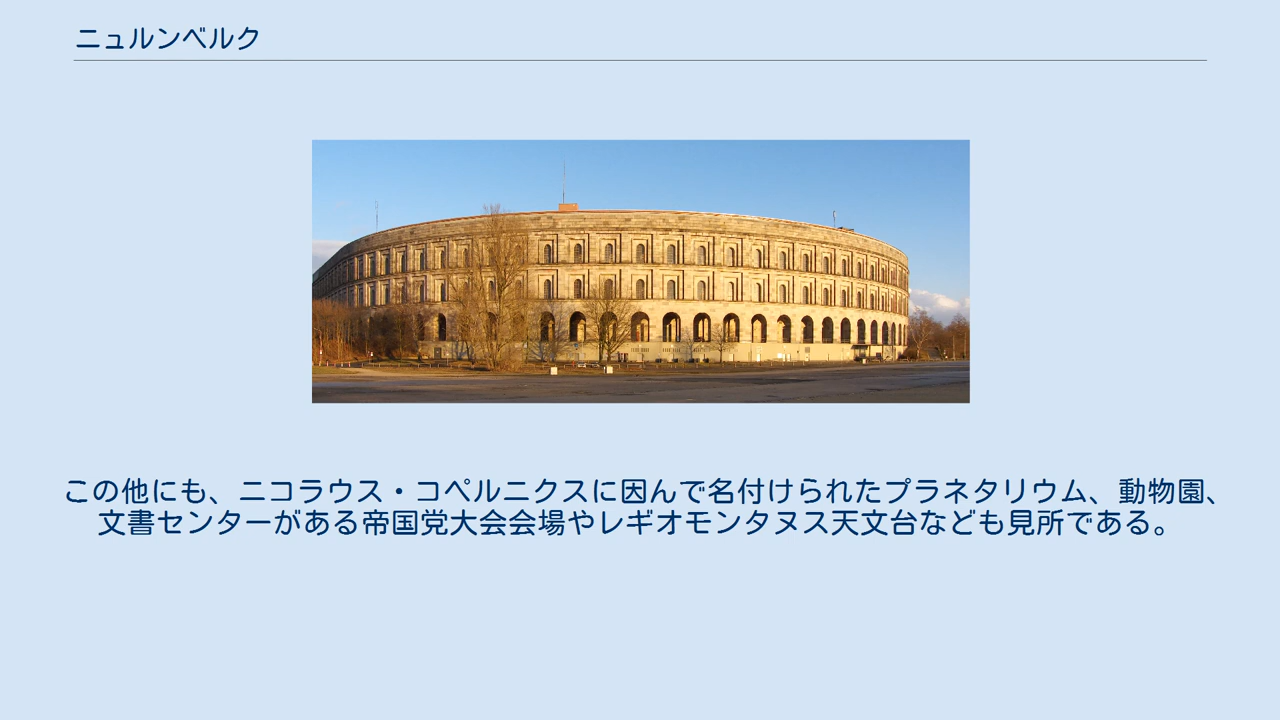 ニュルンベルク
この他にも、ニコラウス・コペルニクスに因んで名付けられたプラネタリウム、動物園、
文書センターがある帝国党大会会場やレギオモンタヌス天文台なども見所である。